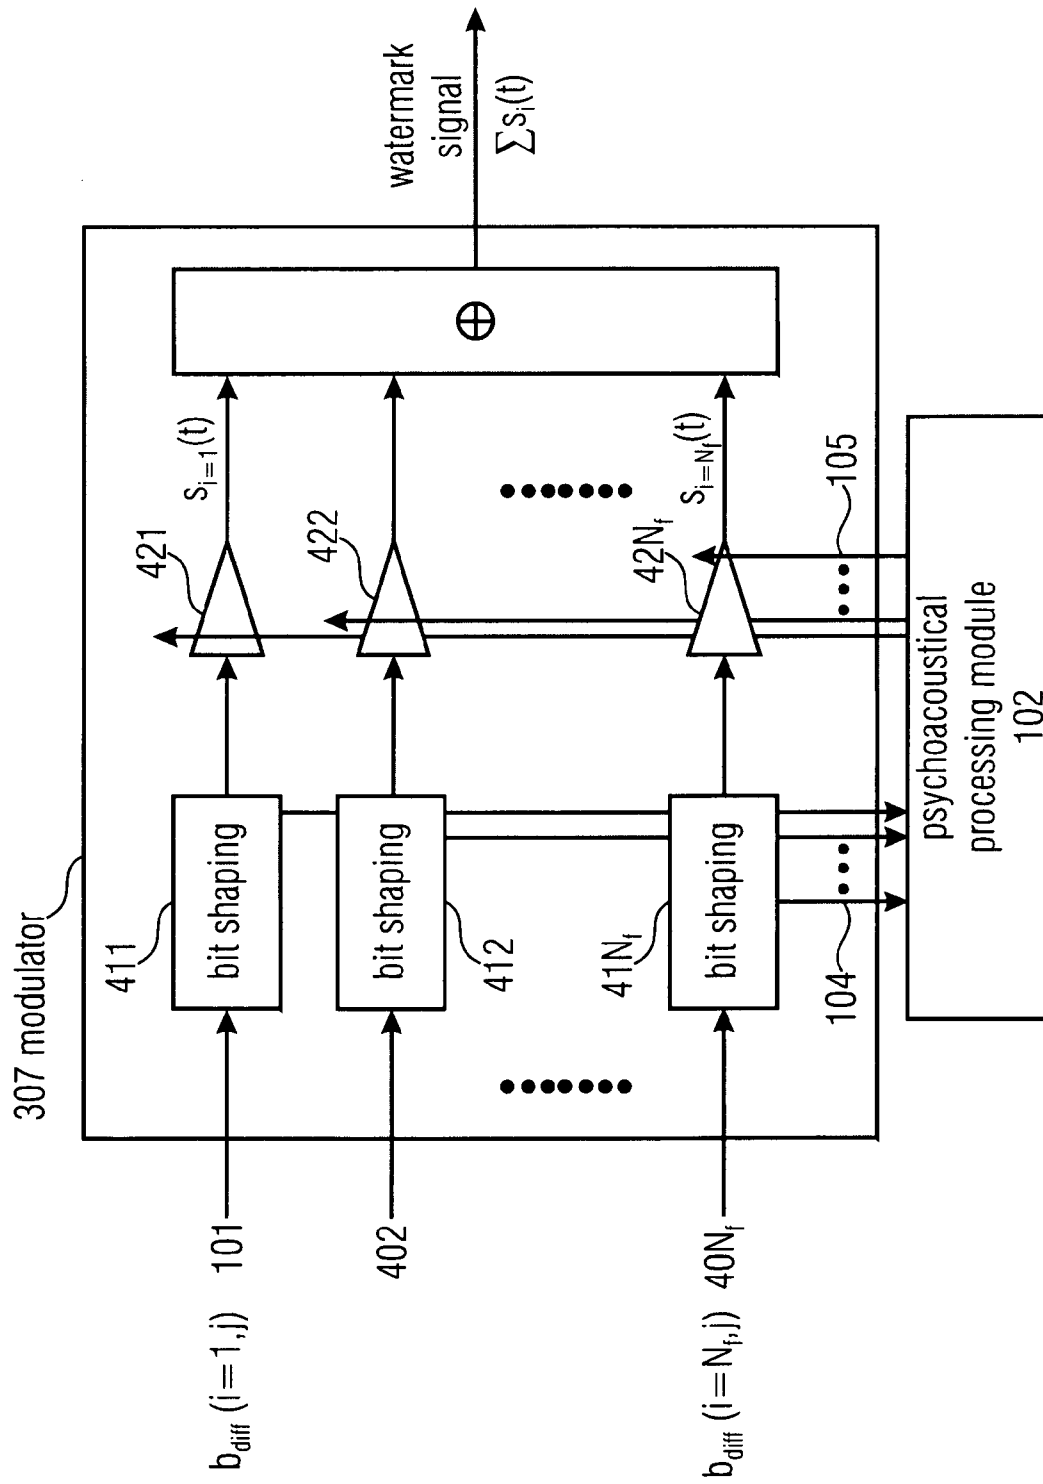 307 modulator
b_diff (i=1,j) 101
411
bit shaping
421
s_{i=1}(t)
402
bit shaping
412
422
watermark
signal
∑s_i(t)
⊕
b_diff (i=N_f,j) 40N_f
41N_f
bit shaping
42N_f
s_{i=N_f}(t)
104
105
psychoacoustical
processing module
102